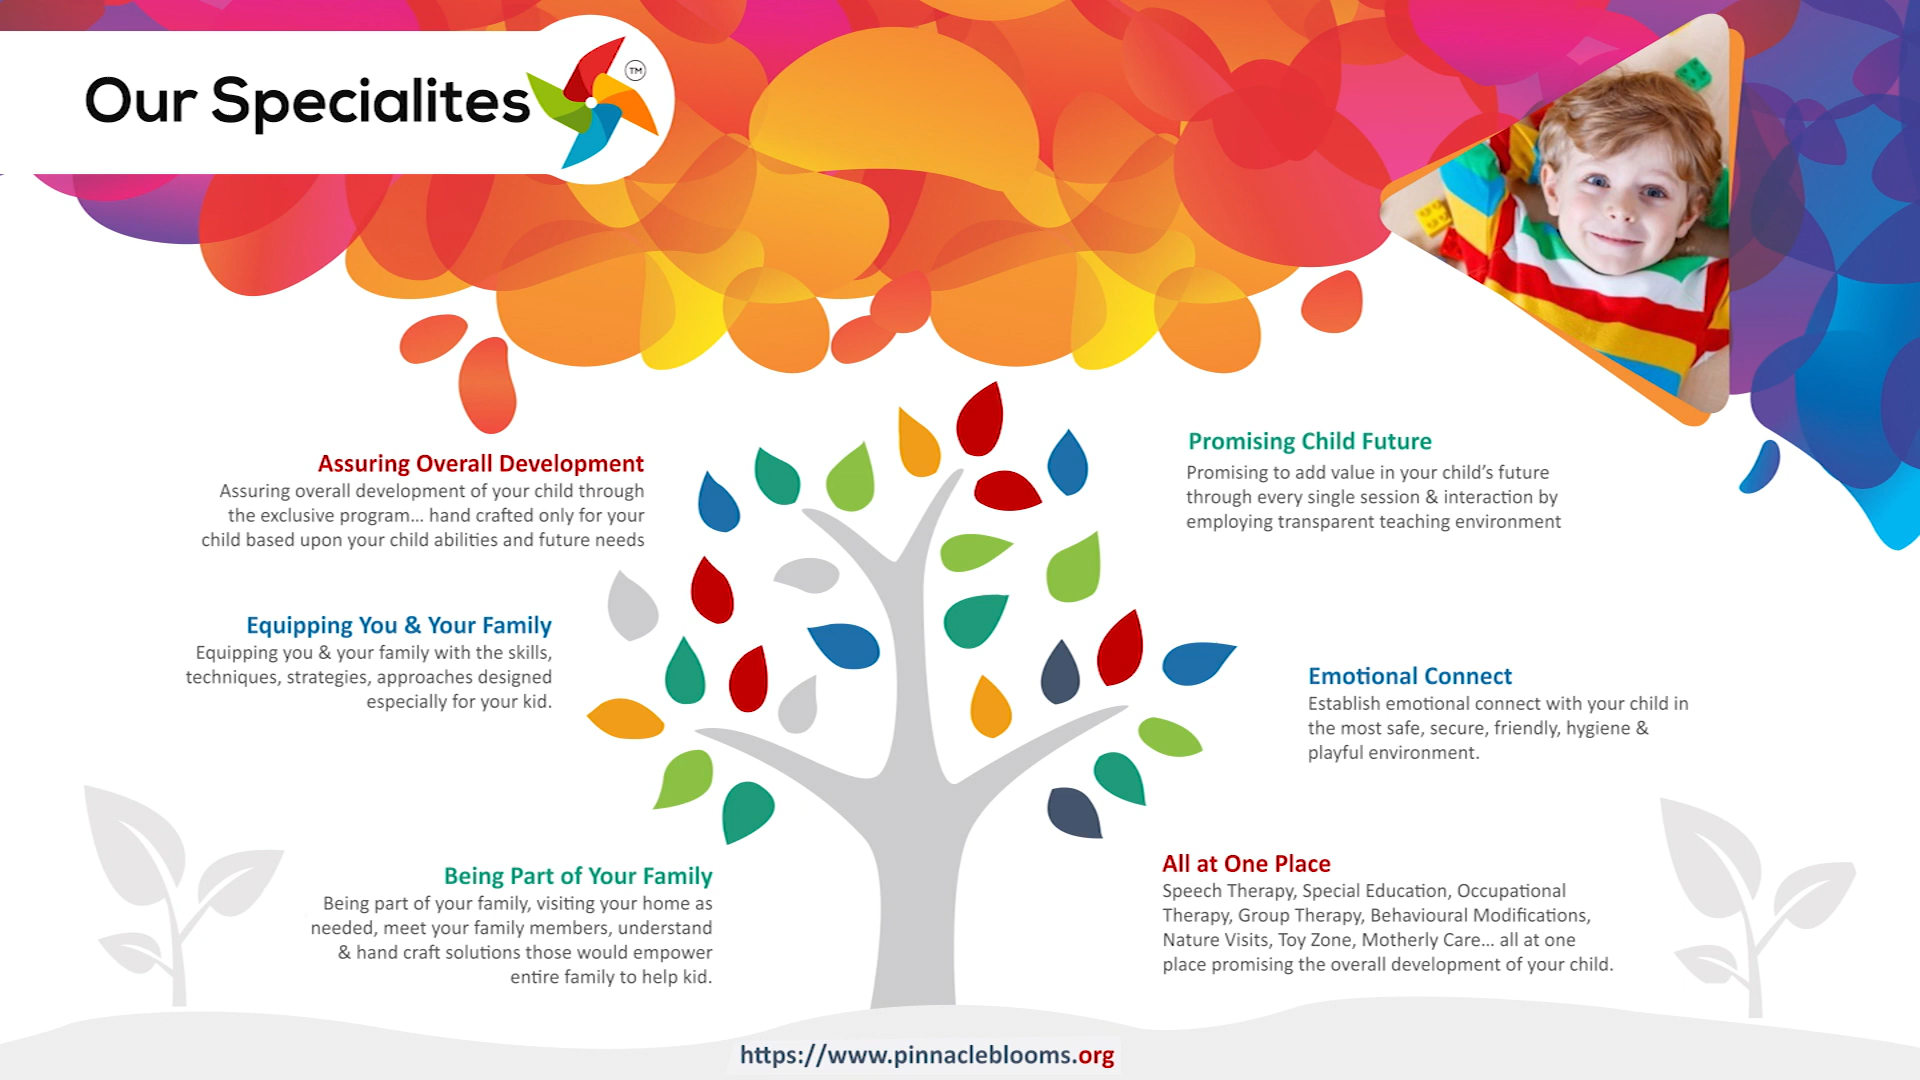 Our Specialites
TM
Assuring Overall Development
Assuring overall development of your child through
the exclusive program... hand crafted only for your
child based upon your child abilities and future needs
Equipping You & Your Family
Equipping you & your family with the skills,
techniques, strategies, approaches designed
especially for your kid.
Being Part of Your Family
Being part of your family, visiting your home as
needed, meet your family members, understand
& hand craft solutions those would empower
entire family to help kid.
Promising Child Future
Promising to add value in your child's future
through every single session & interaction by
employing transparent teaching environment
Emotional Connect
Establish emotional connect with your child in
the most safe, secure, friendly, hygiene &
playful environment.
All at One Place
Speech Therapy, Special Education, Occupational
Therapy, Group Therapy, Behavioural Modifications,
Nature Visits, Toy Zone, Motherly Care... all at one
place promising the overall development of your child.
https://www.pinnacleblooms.org